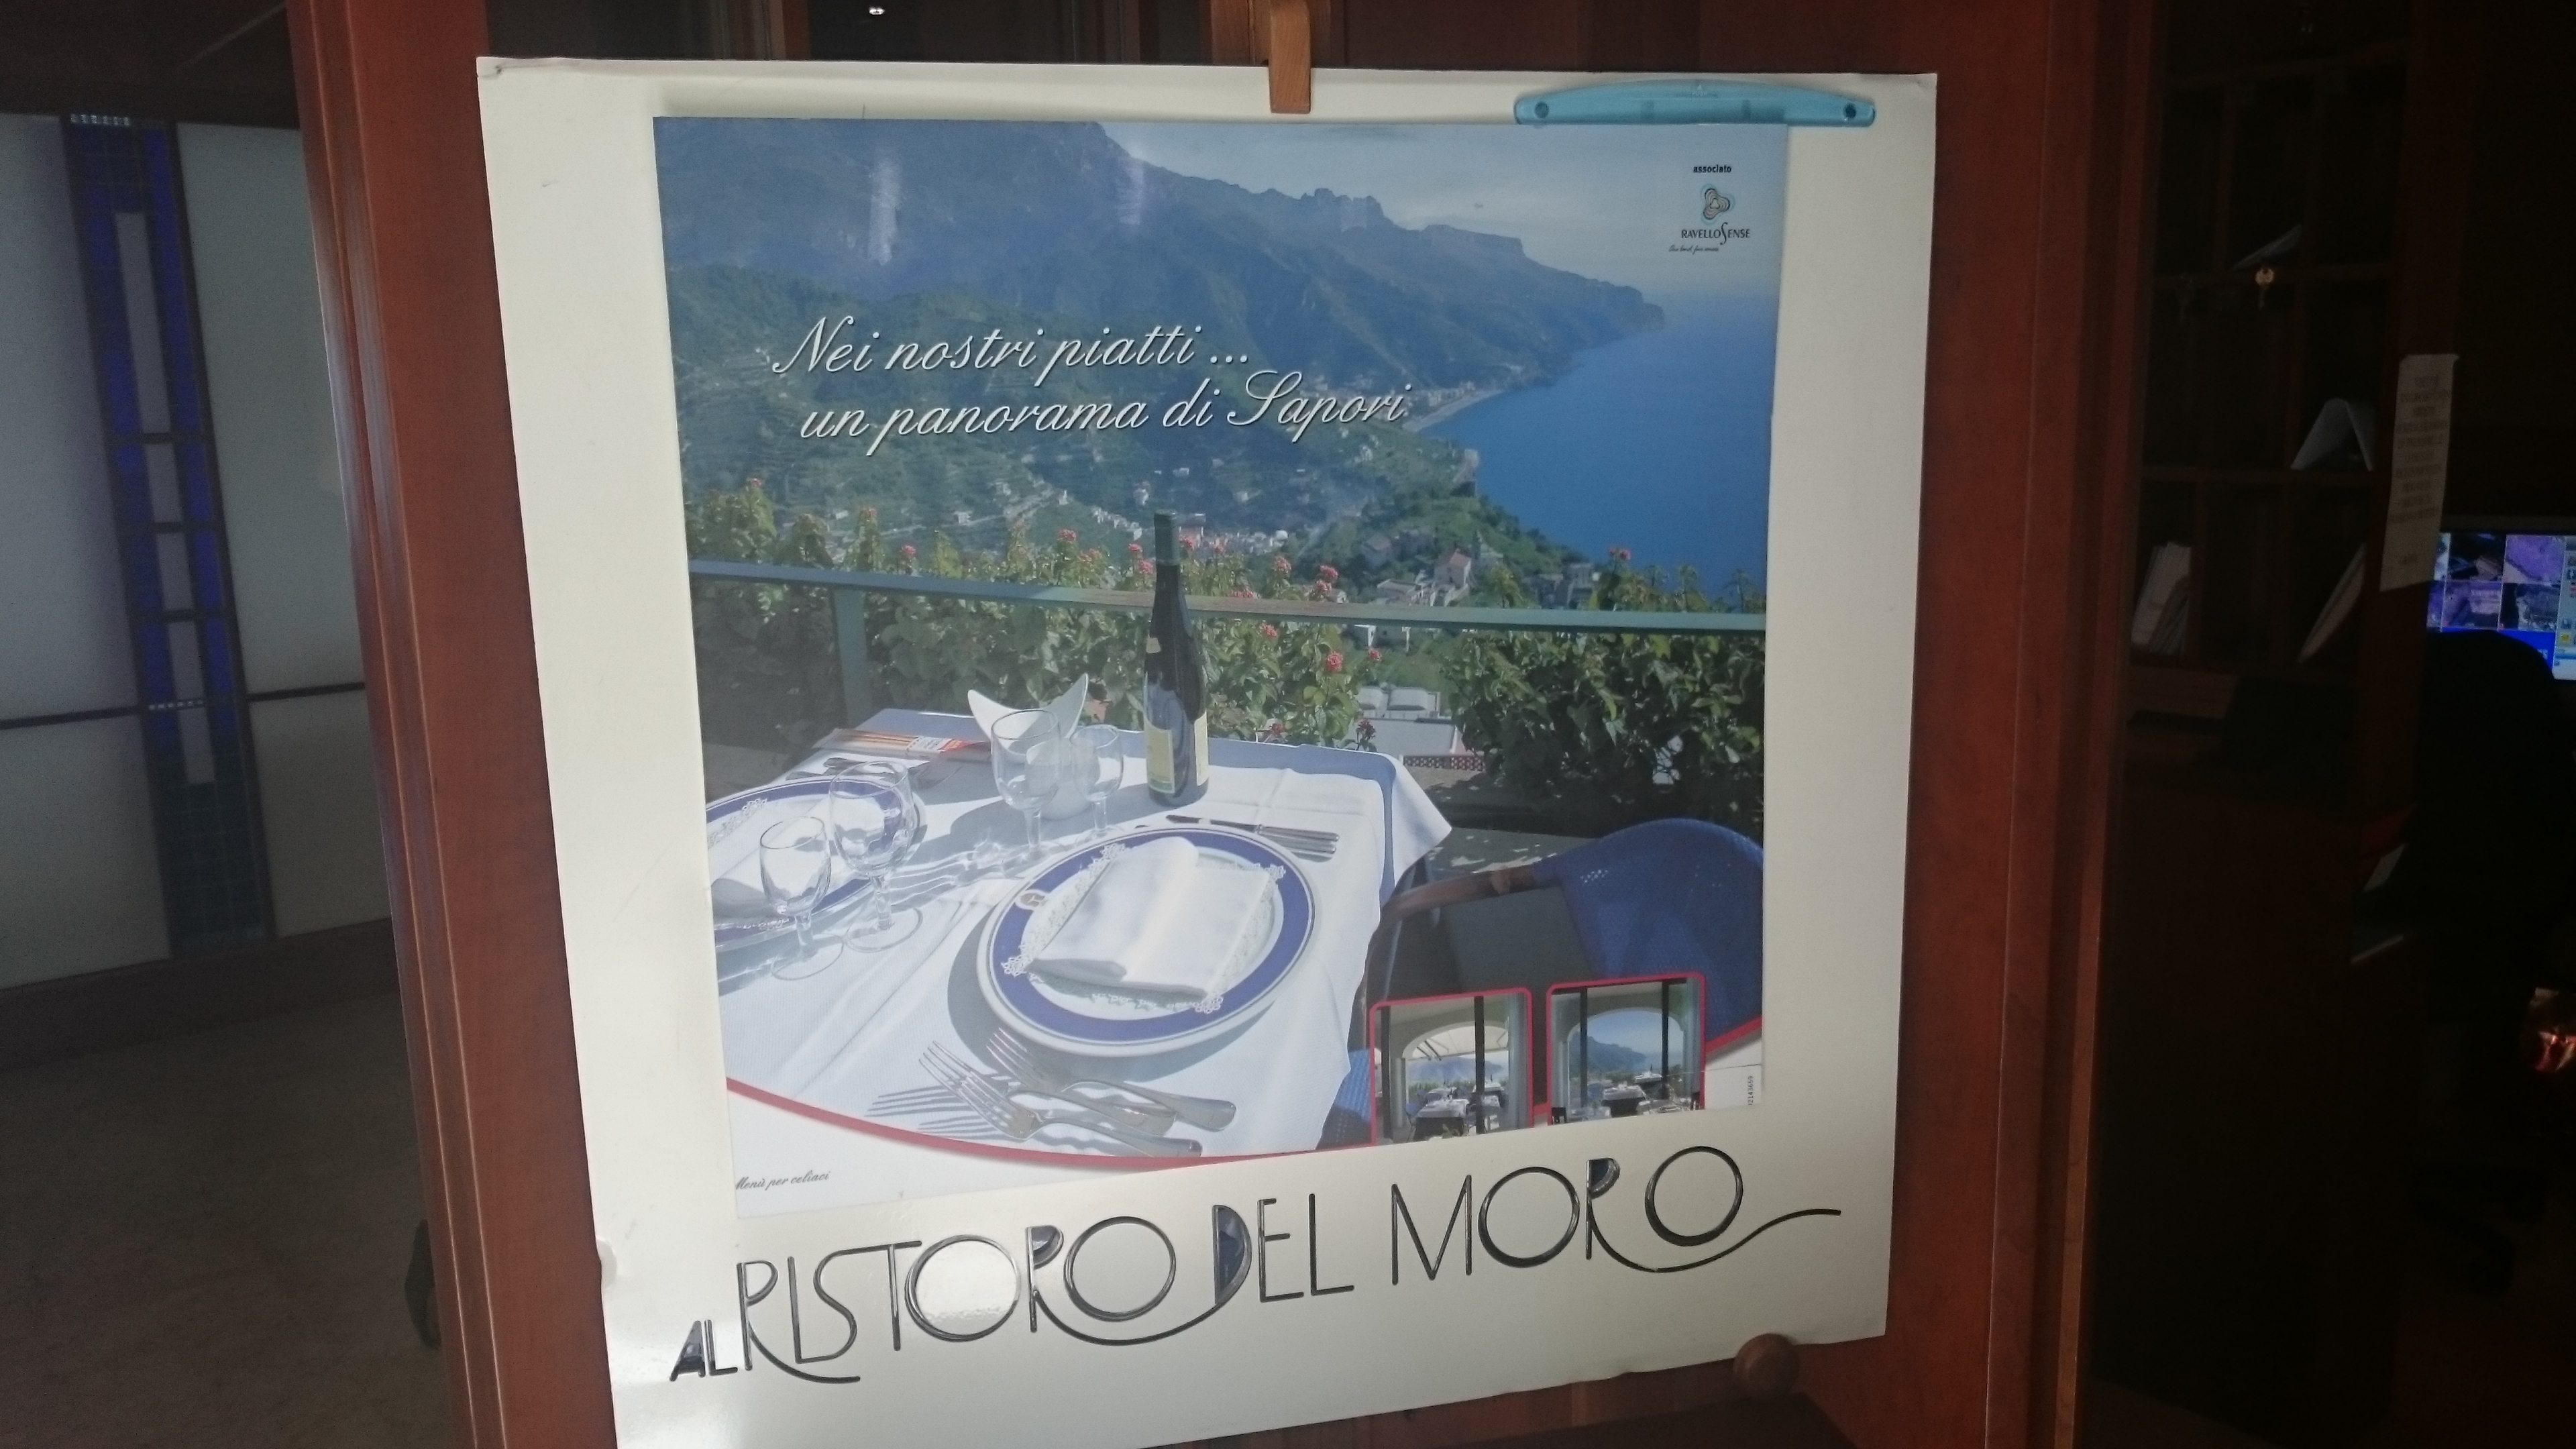 associato
RAVELLOSENSE
Nei nostri piatti ...
un panorama di Sapori
Menù per celiaci
AL RISTORO DEL MORO